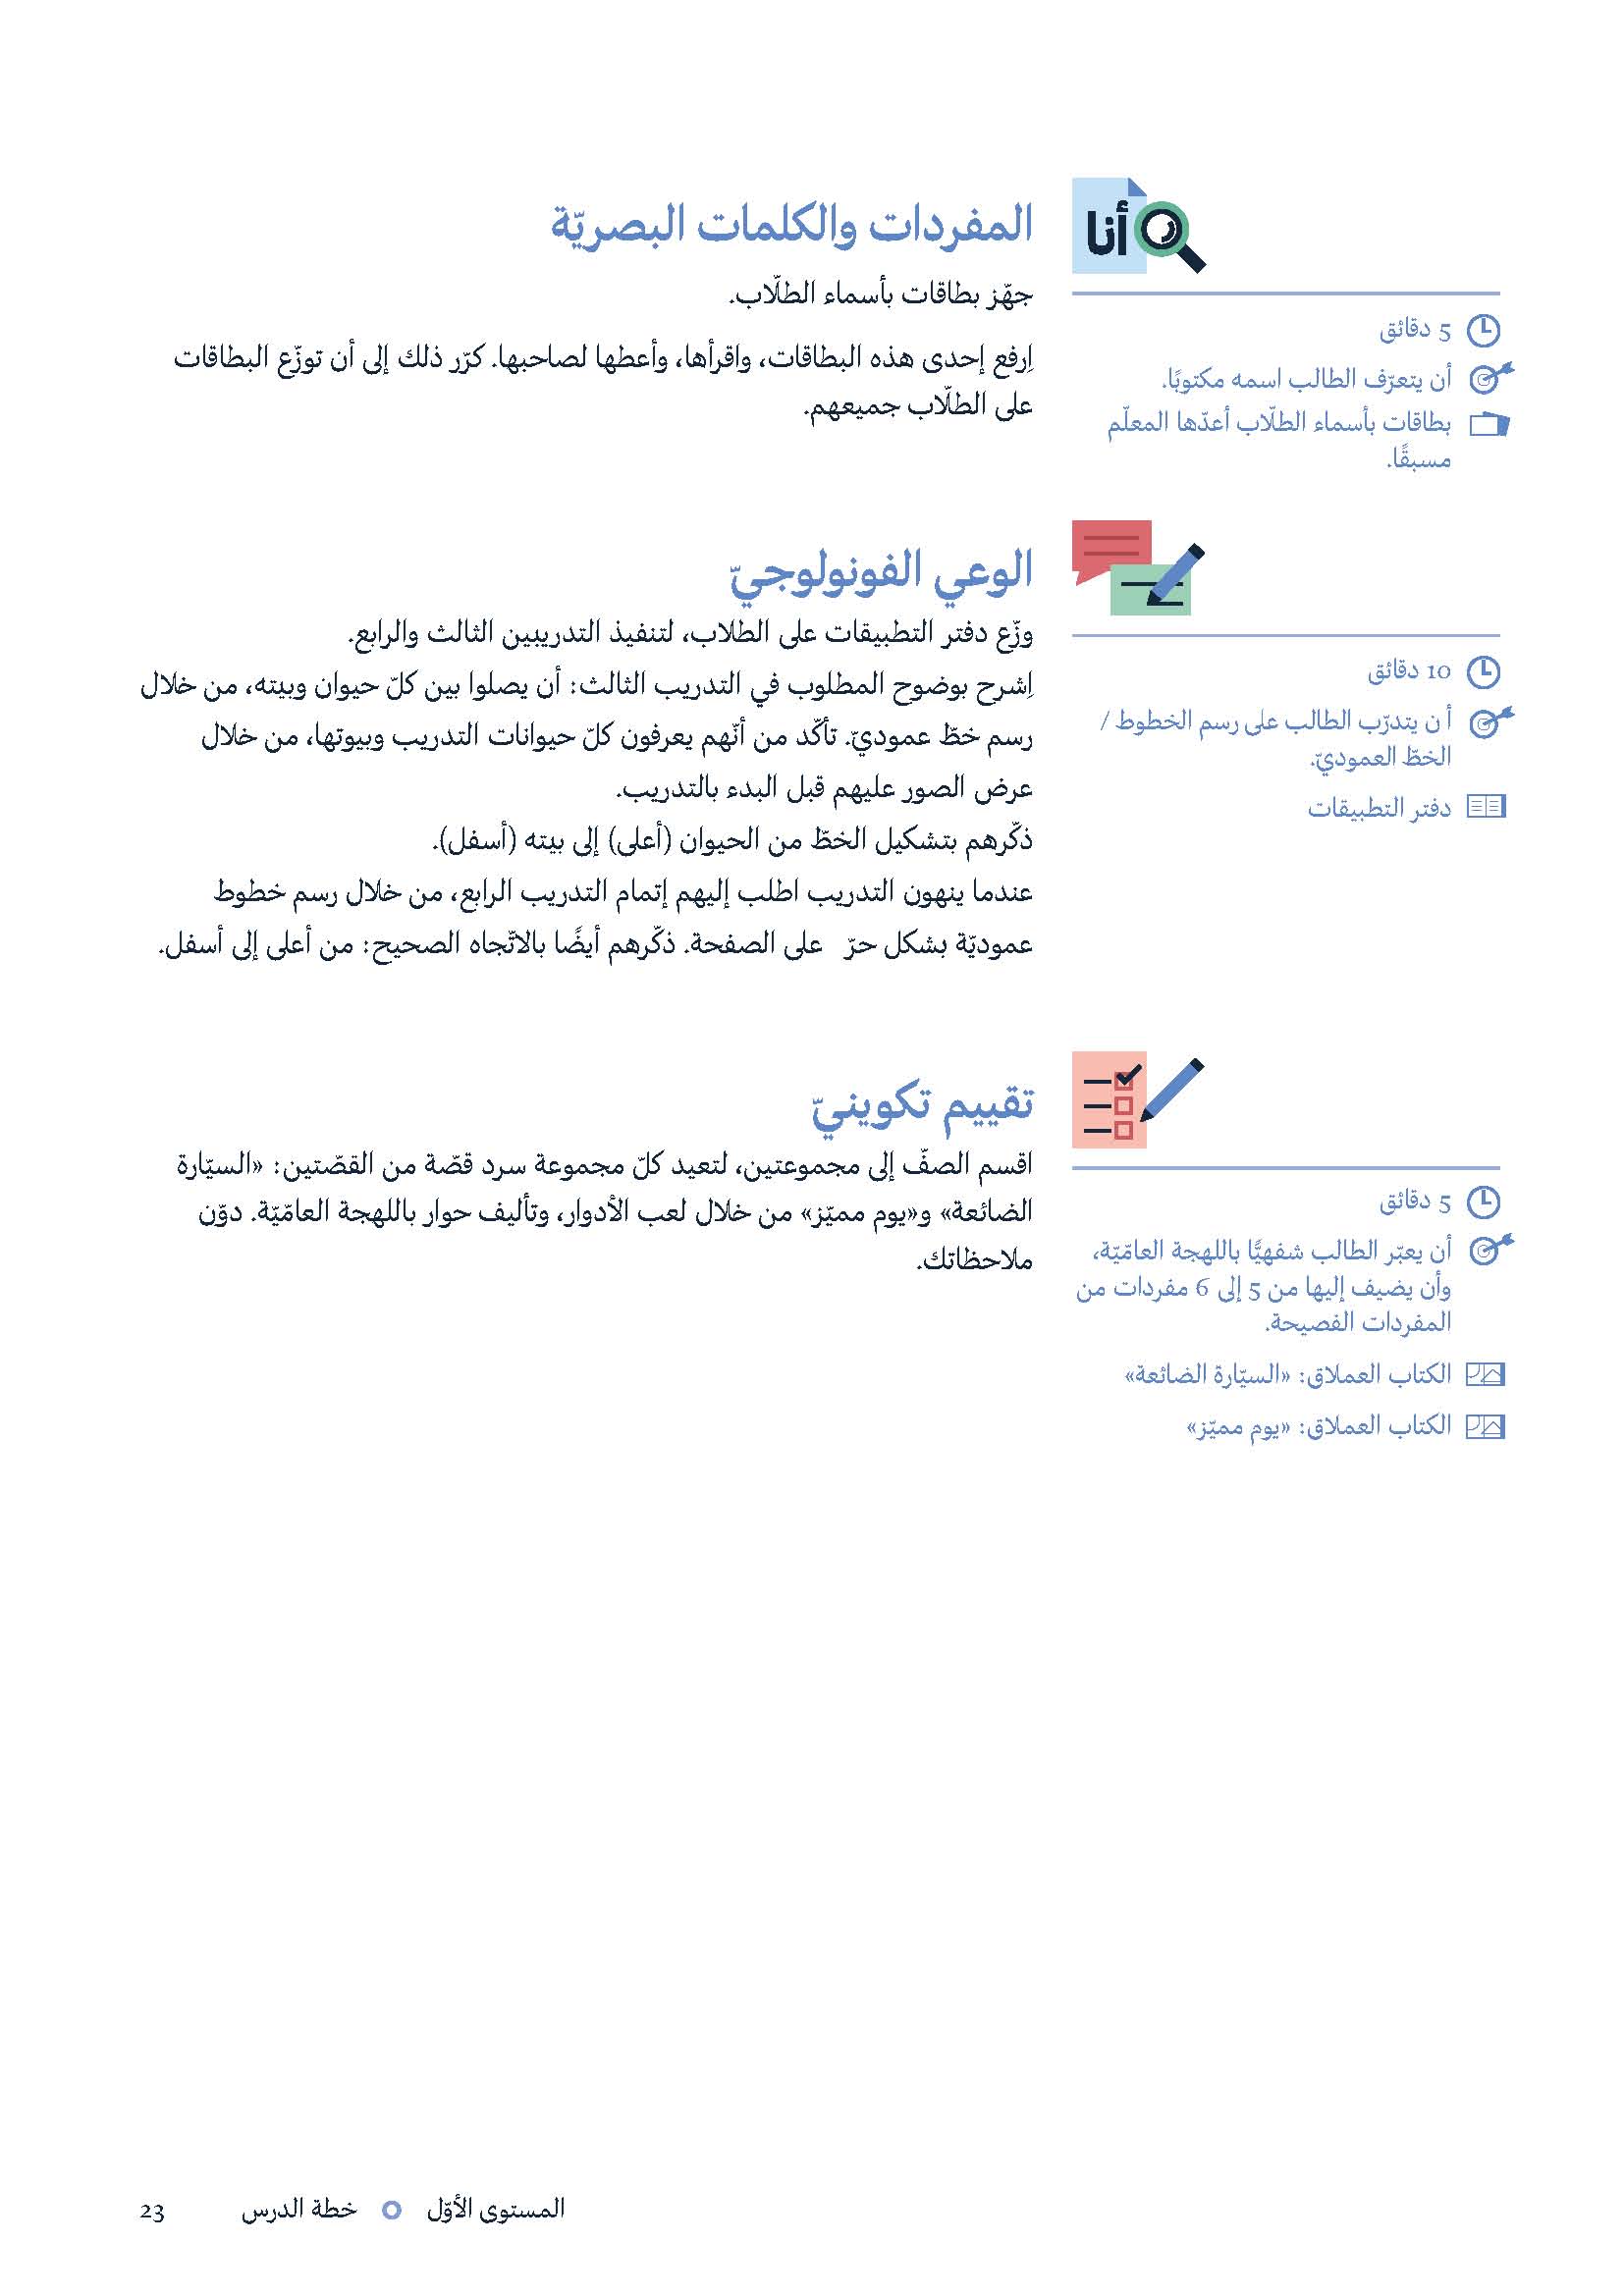 أنا
5 دقائق
أن يتعرّف الطالب اسمه مكتوبًا.
بطاقات بأسماء الطلّاب أعدّها المعلّم
مسبقًا.
المفردات والكلمات البصريّة
جهّز بطاقات بأسماء الطلّاب.
اِرفع إحدى هذه البطاقات، واقرأها، وأعطها لصاحبها. كرّر ذلك إلى أن توزّع البطاقات
على الطلّاب جميعهم.
10 دقائق
أ ن يتدرّب الطالب على رسم الخطوط /
الخطّ العموديّ.
دفتر التطبيقات
الوعي الفونولوجيّ
وزّع دفتر التطبيقات على الطلاب، لتنفيذ التدريبين الثالث والرابع.
اِشرح بوضوح المطلوب في التدريب الثالث: أن يصلوا بين كلّ حيوان وبيته، من خلال
رسم خطّ عموديّ. تأكّد من أنّهم يعرفون كلّ حيوانات التدريب وبيوتها، من خلال
عرض الصور عليهم قبل البدء بالتدريب.
ذكّرهم بتشكيل الخطّ من الحيوان (أعلى) إلى بيته (أسفل).
عندما ينهون التدريب اطلب إليهم إتمام التدريب الرابع، من خلال رسم خطوط
عموديّة بشكل حرّ على الصفحة. ذكّرهم أيضًا بالاتّجاه الصحيح: من أعلى إلى أسفل.
5 دقائق
أن يعبّر الطالب شفهيًّا باللهجة العامّيّة،
وأن يضيف إليها من 5 إلى 6 مفردات من
المفردات الفصيحة.
الكتاب العملاق: «السيّارة الضائعة»
الكتاب العملاق: «يوم مميّز»
تقييم تكوينيّ
اقسم الصفّ إلى مجموعتين، لتعيد كلّ مجموعة سرد قصّة من القصّتين: «السيّارة
الضائعة» و«يوم مميّز» من خلال لعب الأدوار، وتأليف حوار باللهجة العامّيّة. دوّن
ملاحظاتك.
المستوى الأوّل خطة الدرس 23